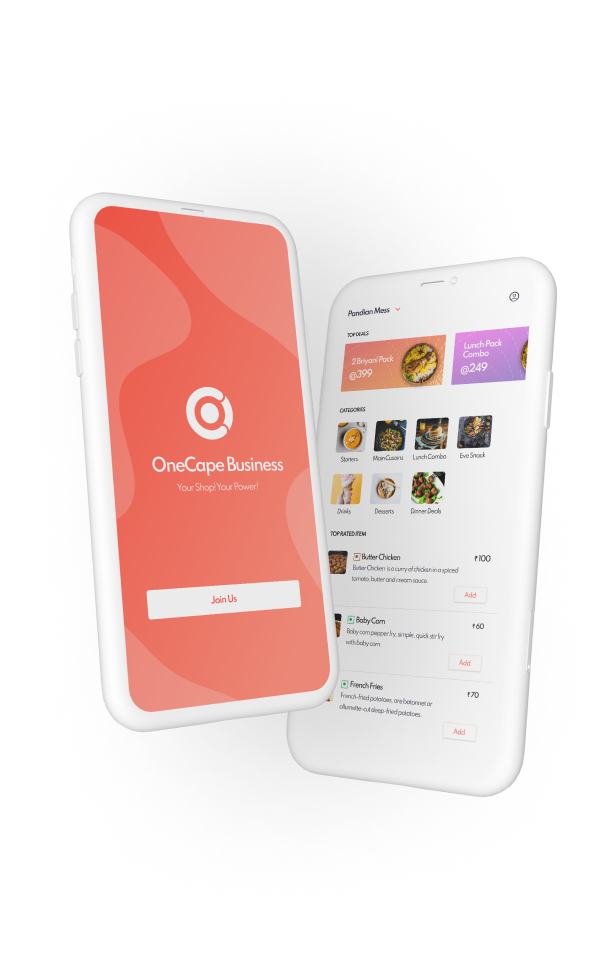 OneCape Business
Your Shop! Your Power!
Join Us
Pandian Mess
TOP DEALS
2 Briyani Pack
@399
Lunch Pack
Combo
@249
CATEGORIES
Starters
Main Cusains
Lunch Combo
Eve Snack
Drinks
Desserts
Dinner Deals
TOP RATED ITEM
Butter Chicken
₹100
Butter Chicken is a curry of chicken in a spiced
tomato, butter and cream sauce.
Add
Baby Corn
₹60
Baby corn pepper fry, simple, quick stir fry
with baby corn.
Add
French Fries
₹70
French-fried potatoes, are batonnet or
allumette-cut deep-fried potatoes.
Add